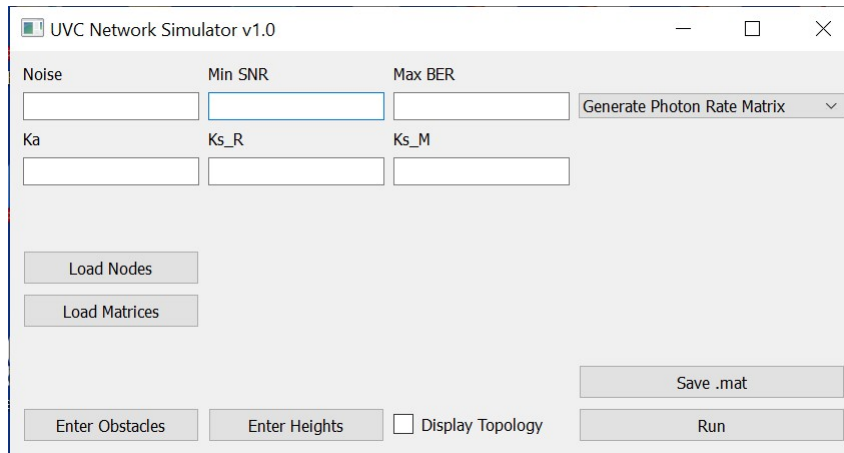 UVC Network Simulator v1.0
Noise Min SNR Max BER
Generate Photon Rate Matrix
Ka Ks_R Ks_M
Load Nodes
Load Matrices
Save .mat
Enter Obstacles Enter Heights Display Topology Run